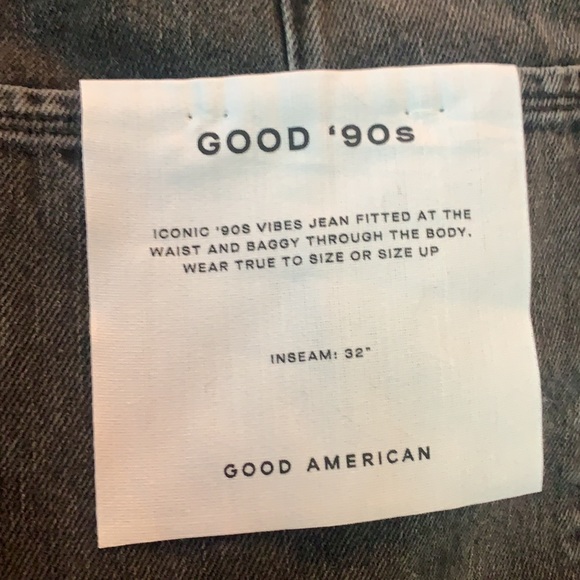 GOOD ‘90s
ICONIC '90S VIBES JEAN FITTED AT THE
WAIST AND BAGGY THROUGH THE BODY.
WEAR TRUE TO SIZE OR SIZE UP
INSEAM: 32"
GOOD AMERICAN